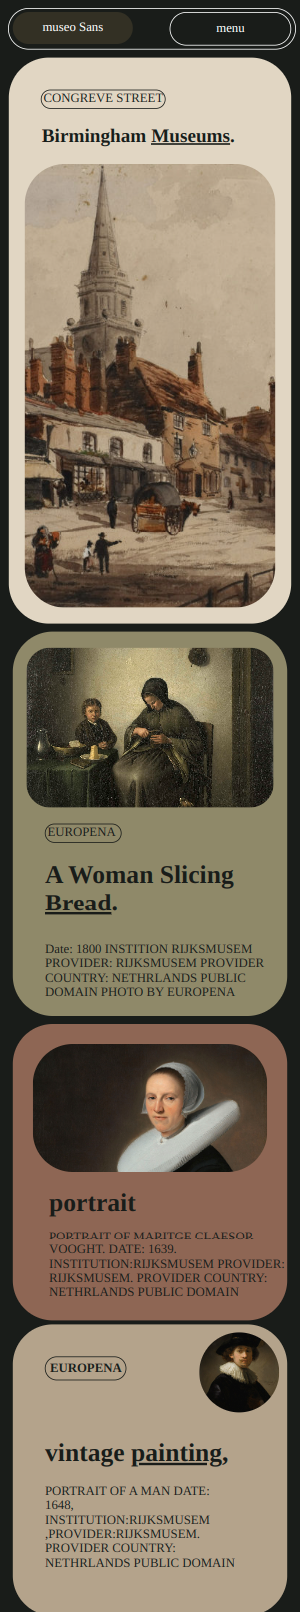 museo Sans
menu
CONGREVE STREET
Birmingham Museums.
EUROPENA
A Woman Slicing
Bread.
Date: 1800 INSTITION RIJKSMUSEM
PROVIDER: RIJKSMUSEM PROVIDER
COUNTRY: NETHRLANDS PUBLIC
DOMAIN PHOTO BY EUROPENA
portrait
PORTRAIT OF MARITGE CLAESOR
VOOGHT. DATE: 1639.
INSTITUTION:RIJKSMUSEM PROVIDER:
RIJKSMUSEM. PROVIDER COUNTRY:
NETHRLANDS PUBLIC DOMAIN
EUROPENA
vintage painting,
PORTRAIT OF A MAN DATE:
1648,
INSTITUTION:RIJKSMUSEM
,PROVIDER:RIJKSMUSEM.
PROVIDER COUNTRY:
NETHRLANDS PUBLIC DOMAIN